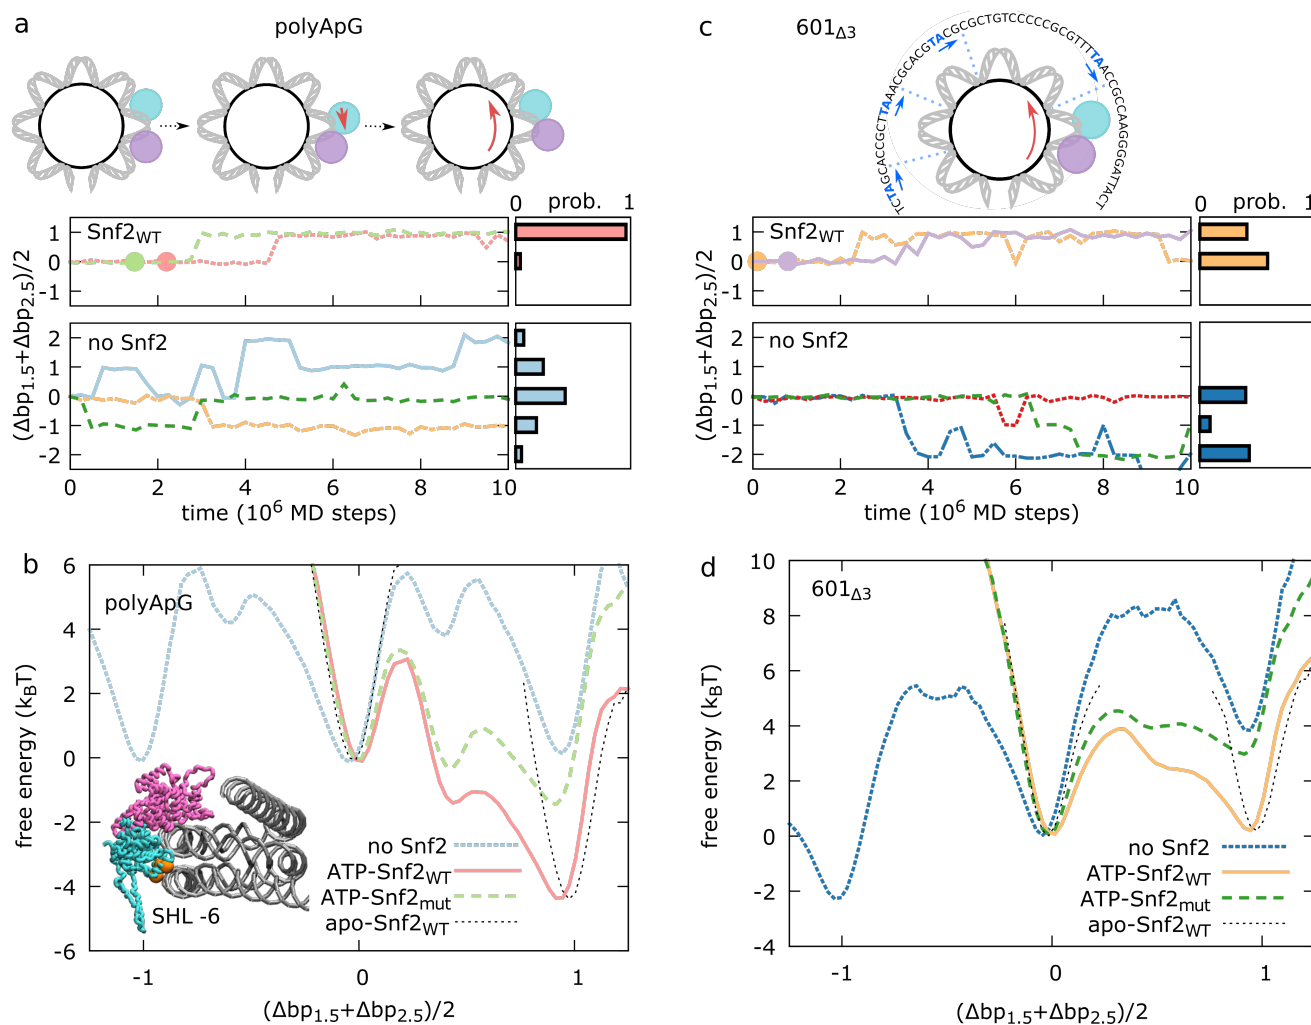 a
polyApG
Snf2WT
0 prob. 1
1
0
-1
no Snf2
2
1
0
-1
-2
(Δbp1.5+Δbp2.5)/2
0 2 4 6 8 10
time (10^6 MD steps)
c
601Δ3
TCTAGCACCGCTTAAACGCACGTACGCGCTGTCCCCCGCGTTTTAACCGCCAAGGGGATTACT
Snf2WT
0 prob. 1
1
0
-1
no Snf2
2
1
0
-1
-2
(Δbp1.5+Δbp2.5)/2
0 2 4 6 8 10
time (10^6 MD steps)
b
polyApG
6
4
2
0
-2
-4
-6
free energy (kBT)
SHL -6
no Snf2
ATP-Snf2WT
ATP-Snf2mut
apo-Snf2WT
-1 0 1
(Δbp1.5+Δbp2.5)/2
d
601Δ3
10
8
6
4
2
0
-2
-4
free energy (kBT)
no Snf2
ATP-Snf2WT
ATP-Snf2mut
apo-Snf2WT
-1 0 1
(Δbp1.5+Δbp2.5)/2